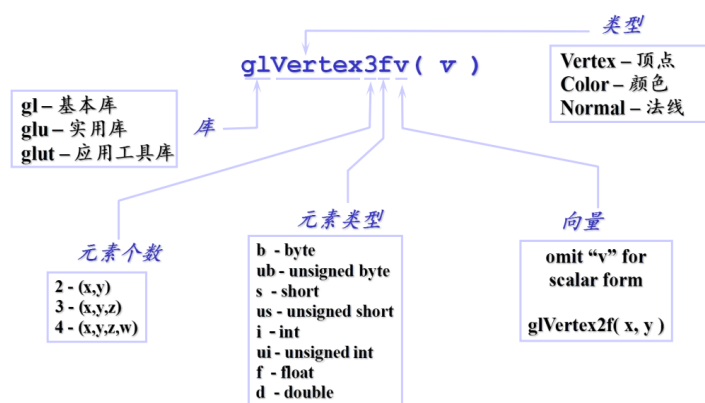 类型
glVertex3fv( v )
Vertex – 顶点
Color – 颜色
Normal – 法线
gl – 基本库
glu – 实用库
glut – 应用工具库
库
元素个数
2 - (x,y)
3 - (x,y,z)
4 - (x,y,z,w)
元素类型
b - byte
ub - unsigned byte
s - short
us - unsigned short
i - int
ui - unsigned int
f - float
d - double
向量
omit “v” for
scalar form
glVertex2f( x, y )